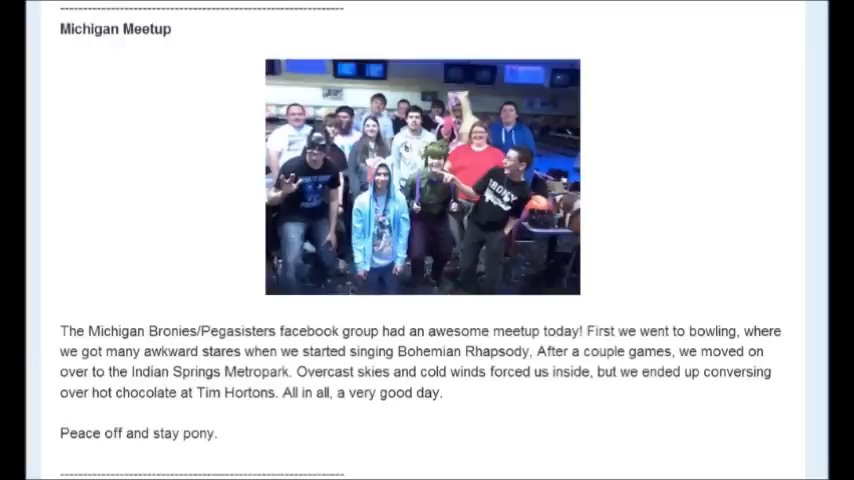 Michigan Meetup
BRONY
The Michigan Bronies/Pegasisters facebook group had an awesome meetup today! First we went to bowling, where
we got many awkward stares when we started singing Bohemian Rhapsody, After a couple games, we moved on
over to the Indian Springs Metropark. Overcast skies and cold winds forced us inside, but we ended up conversing
over hot chocolate at Tim Hortons. All in all, a very good day.
Peace off and stay pony.